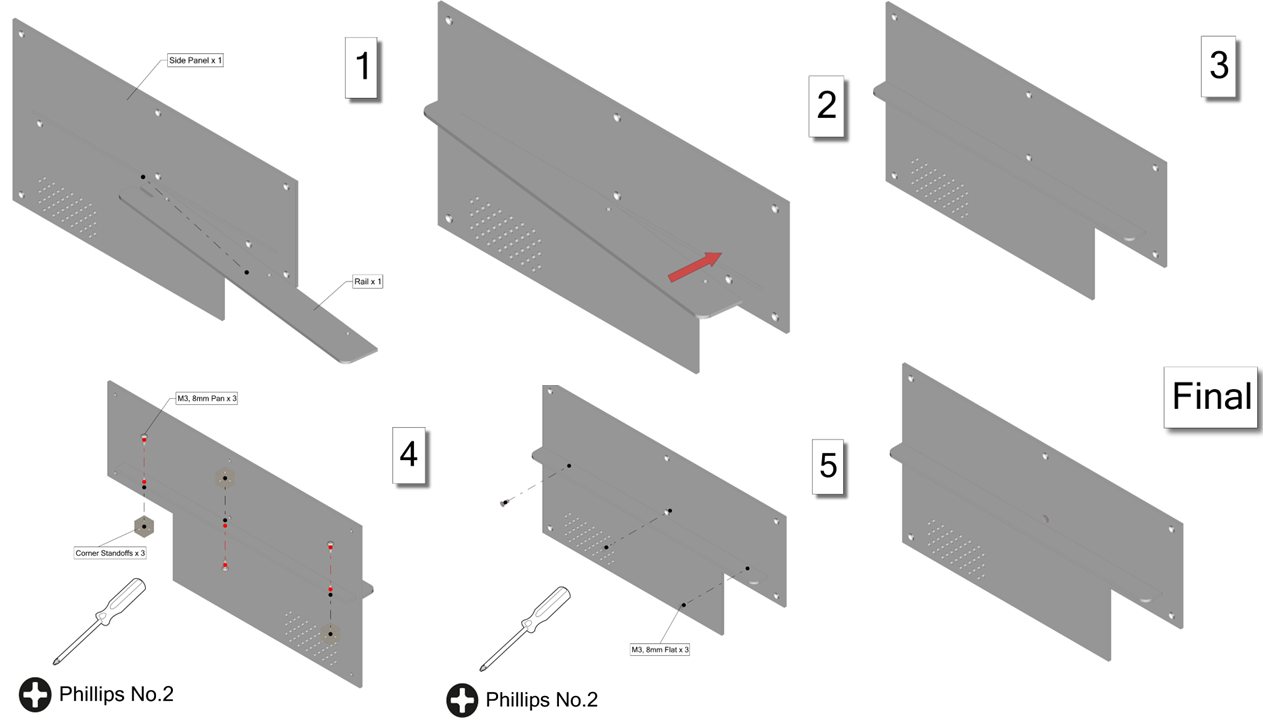 1
Side Panel x 1
Rail x 1
2
3
4
M3, 8mm Pan x 3
Corner Standoffs x 3
Phillips No.2
5
M3, 8mm Flat x 3
Phillips No.2
Final